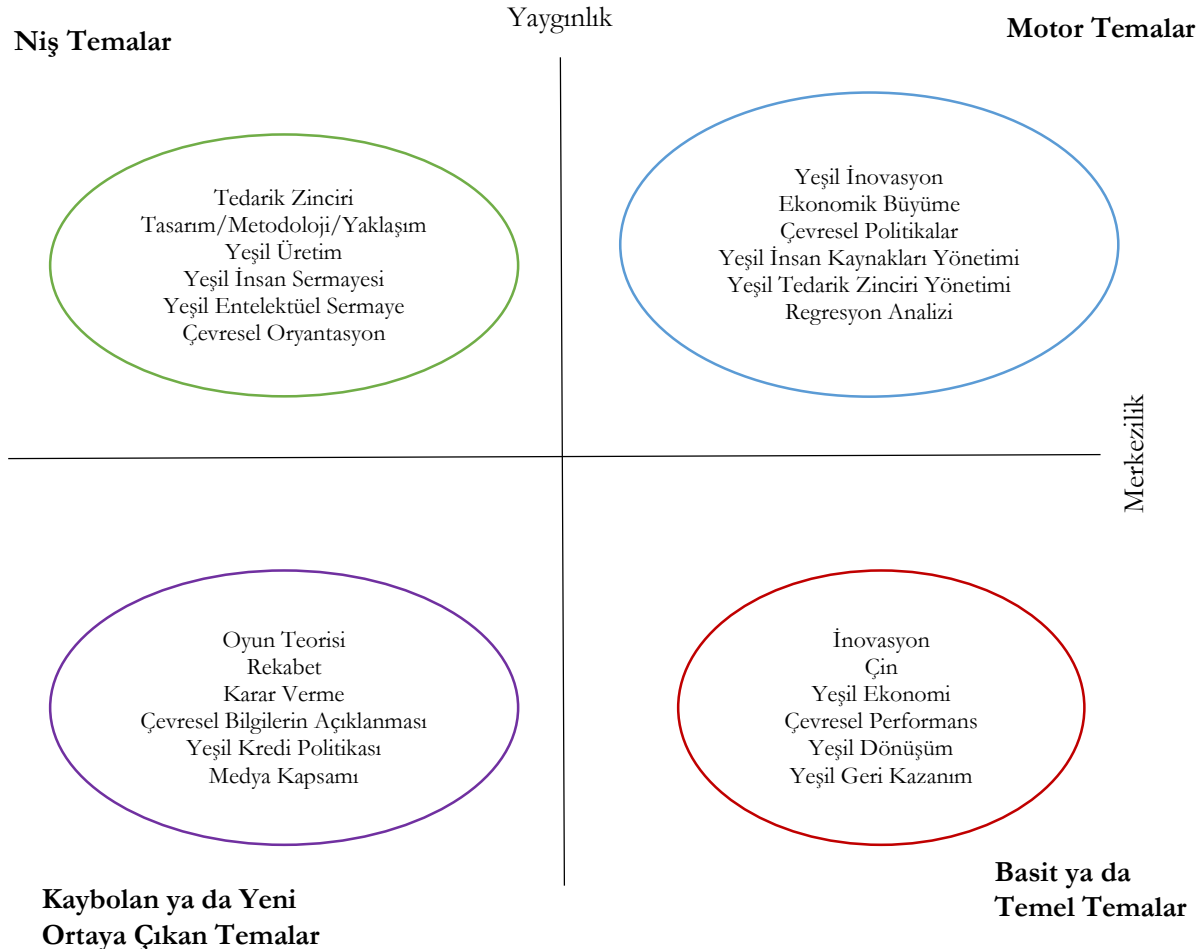 Yaygınlık
Niş Temalar
Motor Temalar
Tedarik Zinciri
Tasarım/Metodoloji/Yaklaşım
Yeşil Üretim
Yeşil İnsan Sermayesi
Yeşil Entelektüel Sermaye
Çevresel Oryantasyon
Yeşil İnovasyon
Ekonomik Büyüme
Çevresel Politikalar
Yeşil İnsan Kaynakları Yönetimi
Yeşil Tedarik Zinciri Yönetimi
Regresyon Analizi
Merkezilik
Oyun Teorisi
Rekabet
Karar Verme
Çevresel Bilgilerin Açıklanması
Yeşil Kredi Politikası
Medya Kapsamı
İnovasyon
Çin
Yeşil Ekonomi
Çevresel Performans
Yeşil Dönüşüm
Yeşil Geri Kazanım
Kaybolan ya da Yeni
Ortaya Çıkan Temalar
Basit ya da
Temel Temalar